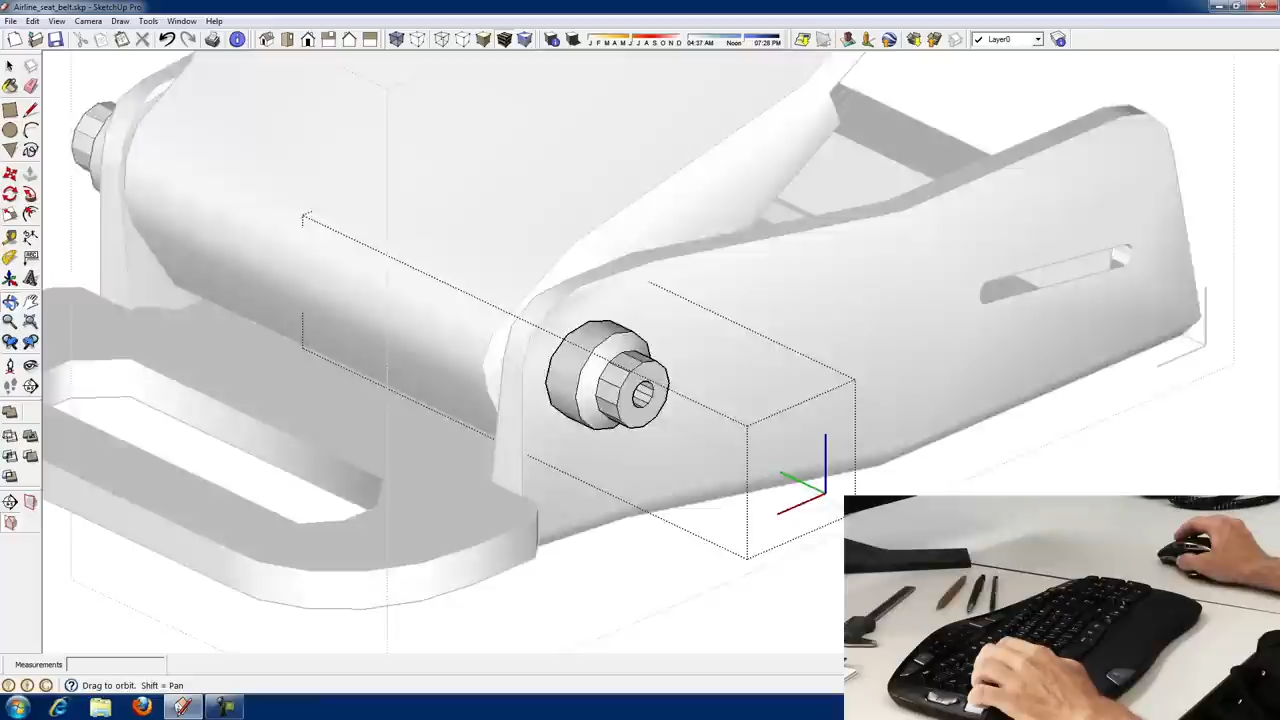 Airline_seat_belt.skp - SketchUp Pro
File Edit View Camera Draw Tools Window Help
J F M A M J J A S O N D 04:37 AM Noon 07:28 PM Layer0
Measurements
Drag to orbit. Shift = Pan